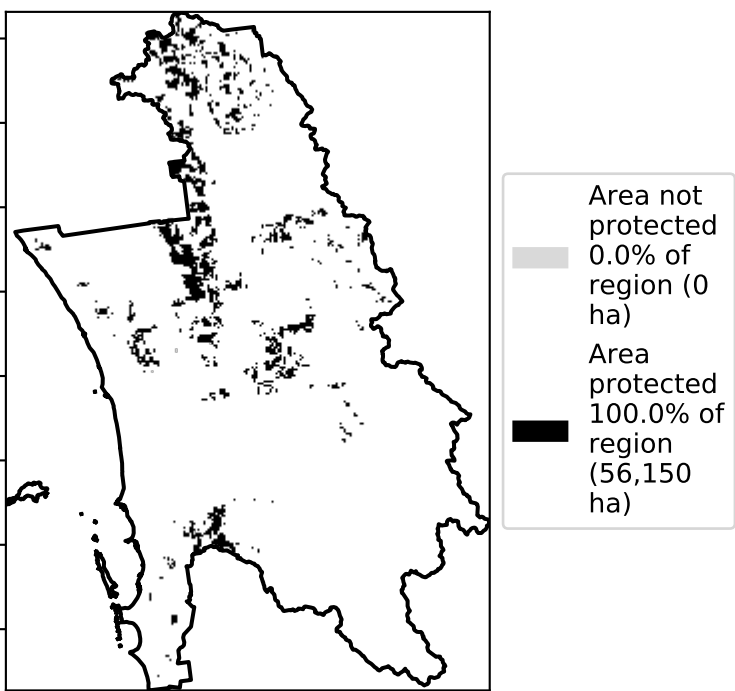 Area not
protected
0.0% of
region (0
ha)
Area
protected
100.0% of
region
(56,150
ha)